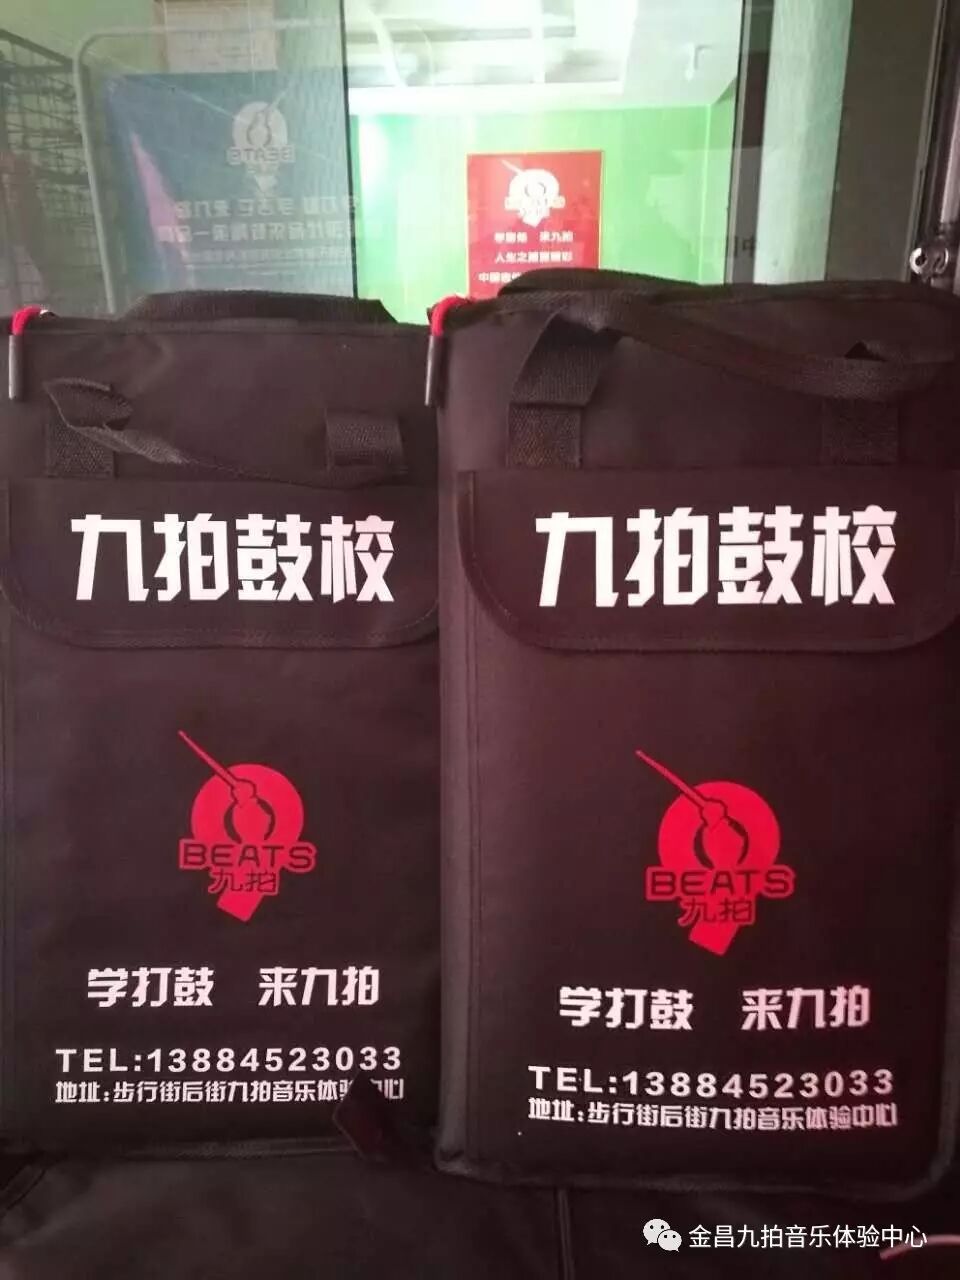 BEATS
来九拍
BEATS
九拍鼓校
BEATS
九拍
学打鼓 来九拍
TEL:13884523033
地址:步行街后街九拍音乐体验中心
九拍鼓校
BEATS
九拍
学打鼓 来九拍
TEL:13884523033
地址:步行街后街九拍音乐体验中心
金昌九拍音乐体验中心